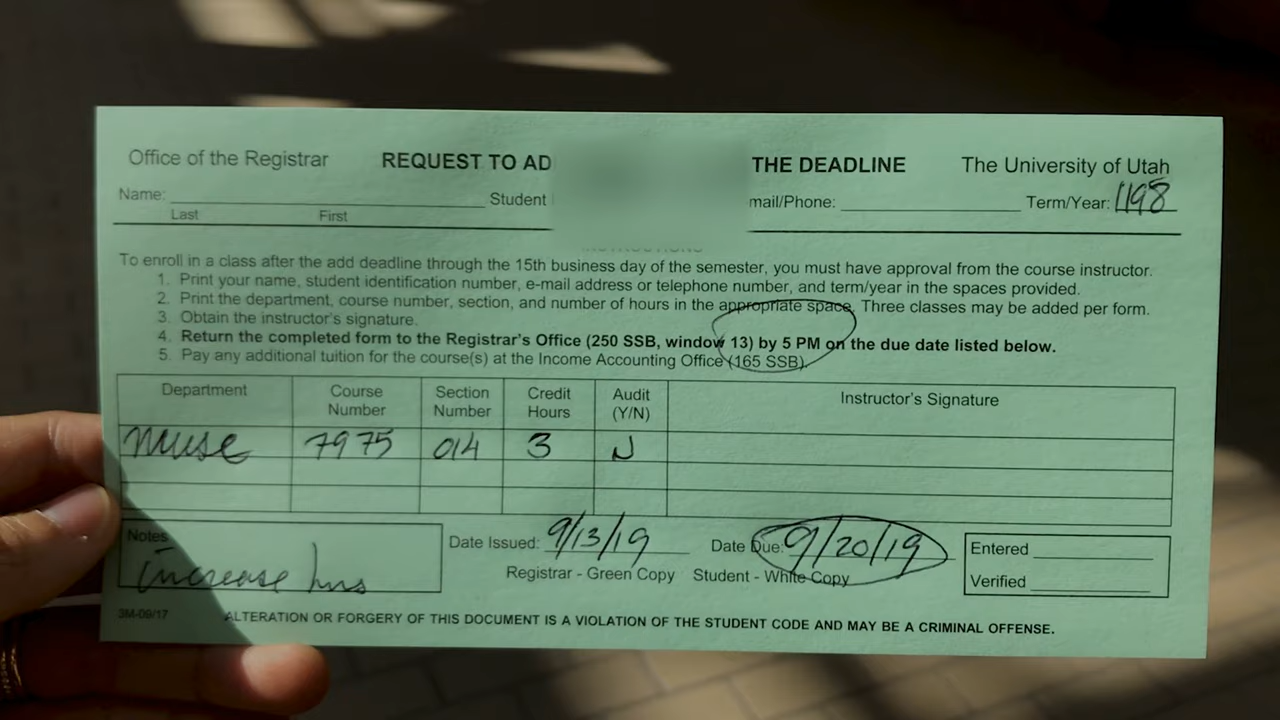 Office of the Registrar REQUEST TO AD THE DEADLINE The University of Utah
Name: Student mail/Phone: Term/Year: 1198
Last First
To enroll in a class after the add deadline through the 15th business day of the semester, you must have approval from the course instructor.
1. Print your name, student identification number, e-mail address or telephone number, and term/year in the spaces provided.
2. Print the department, course number, section, and number of hours in the appropriate space. Three classes may be added per form.
3. Obtain the instructor's signature.
4. Return the completed form to the Registrar's Office (250 SSB, window 13) by 5 PM on the due date listed below.
5. Pay any additional tuition for the course(s) at the Income Accounting Office (165 SSB).
Department Course Number Section Number Credit Hours Audit (Y/N) Instructor's Signature
muse 7975 014 3 N
Notes
increase hrs
Date Issued: 9/13/19 Date Due: 9/20/19
Registrar - Green Copy Student - White Copy
Entered
Verified
3M-09/17 ALTERATION OR FORGERY OF THIS DOCUMENT IS A VIOLATION OF THE STUDENT CODE AND MAY BE A CRIMINAL OFFENSE.